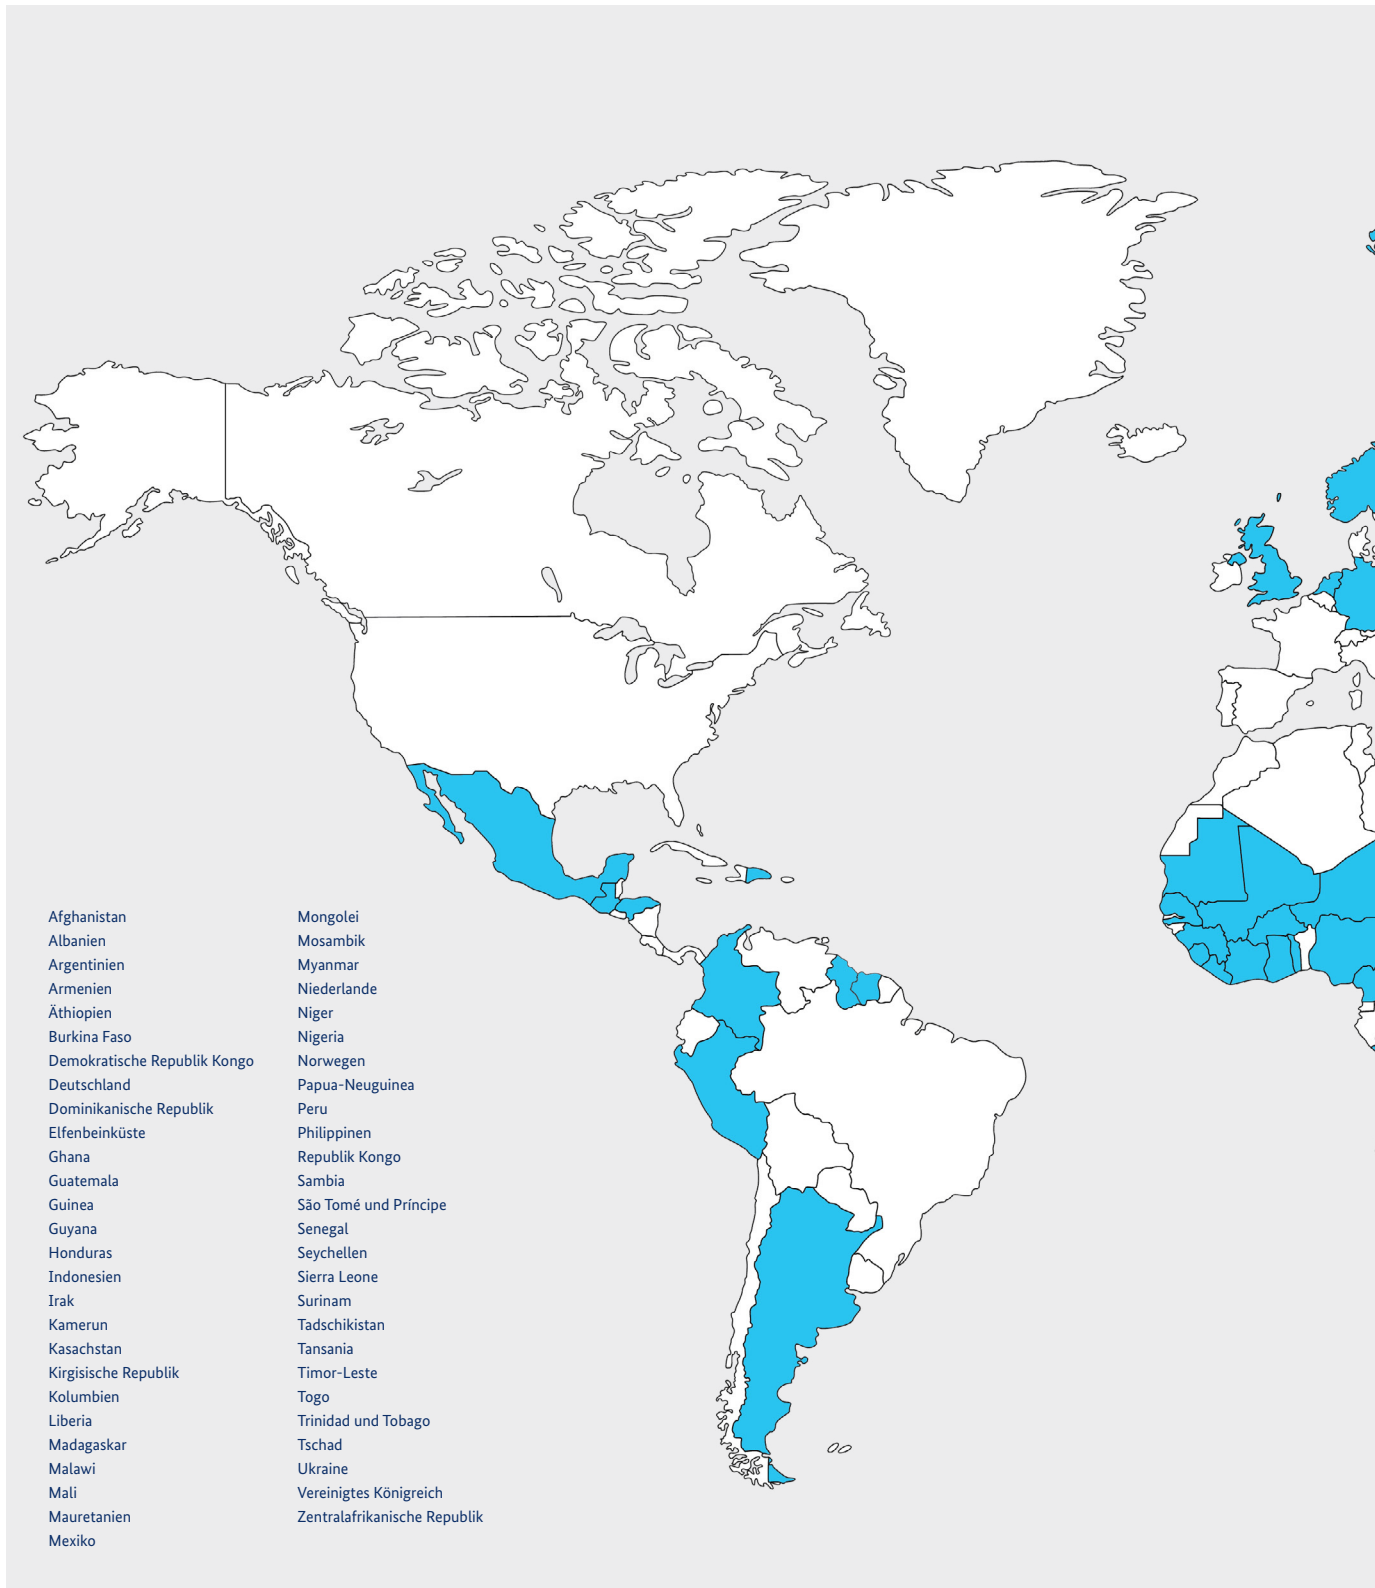 Afghanistan
Albanien
Argentinien
Armenien
Äthiopien
Burkina Faso
Demokratische Republik Kongo
Deutschland
Dominikanische Republik
Elfenbeinküste
Ghana
Guatemala
Guinea
Guyana
Honduras
Indonesien
Irak
Kamerun
Kasachstan
Kirgisische Republik
Kolumbien
Liberia
Madagaskar
Malawi
Mali
Mauretanien
Mexiko
Mongolei
Mosambik
Myanmar
Niederlande
Niger
Nigeria
Norwegen
Papua-Neuguinea
Peru
Philippinen
Republik Kongo
Sambia
São Tomé und Príncipe
Senegal
Seychellen
Sierra Leone
Surinam
Tadschikistan
Tansania
Timor-Leste
Togo
Trinidad und Tobago
Tschad
Ukraine
Vereinigtes Königreich
Zentralafrikanische Republik